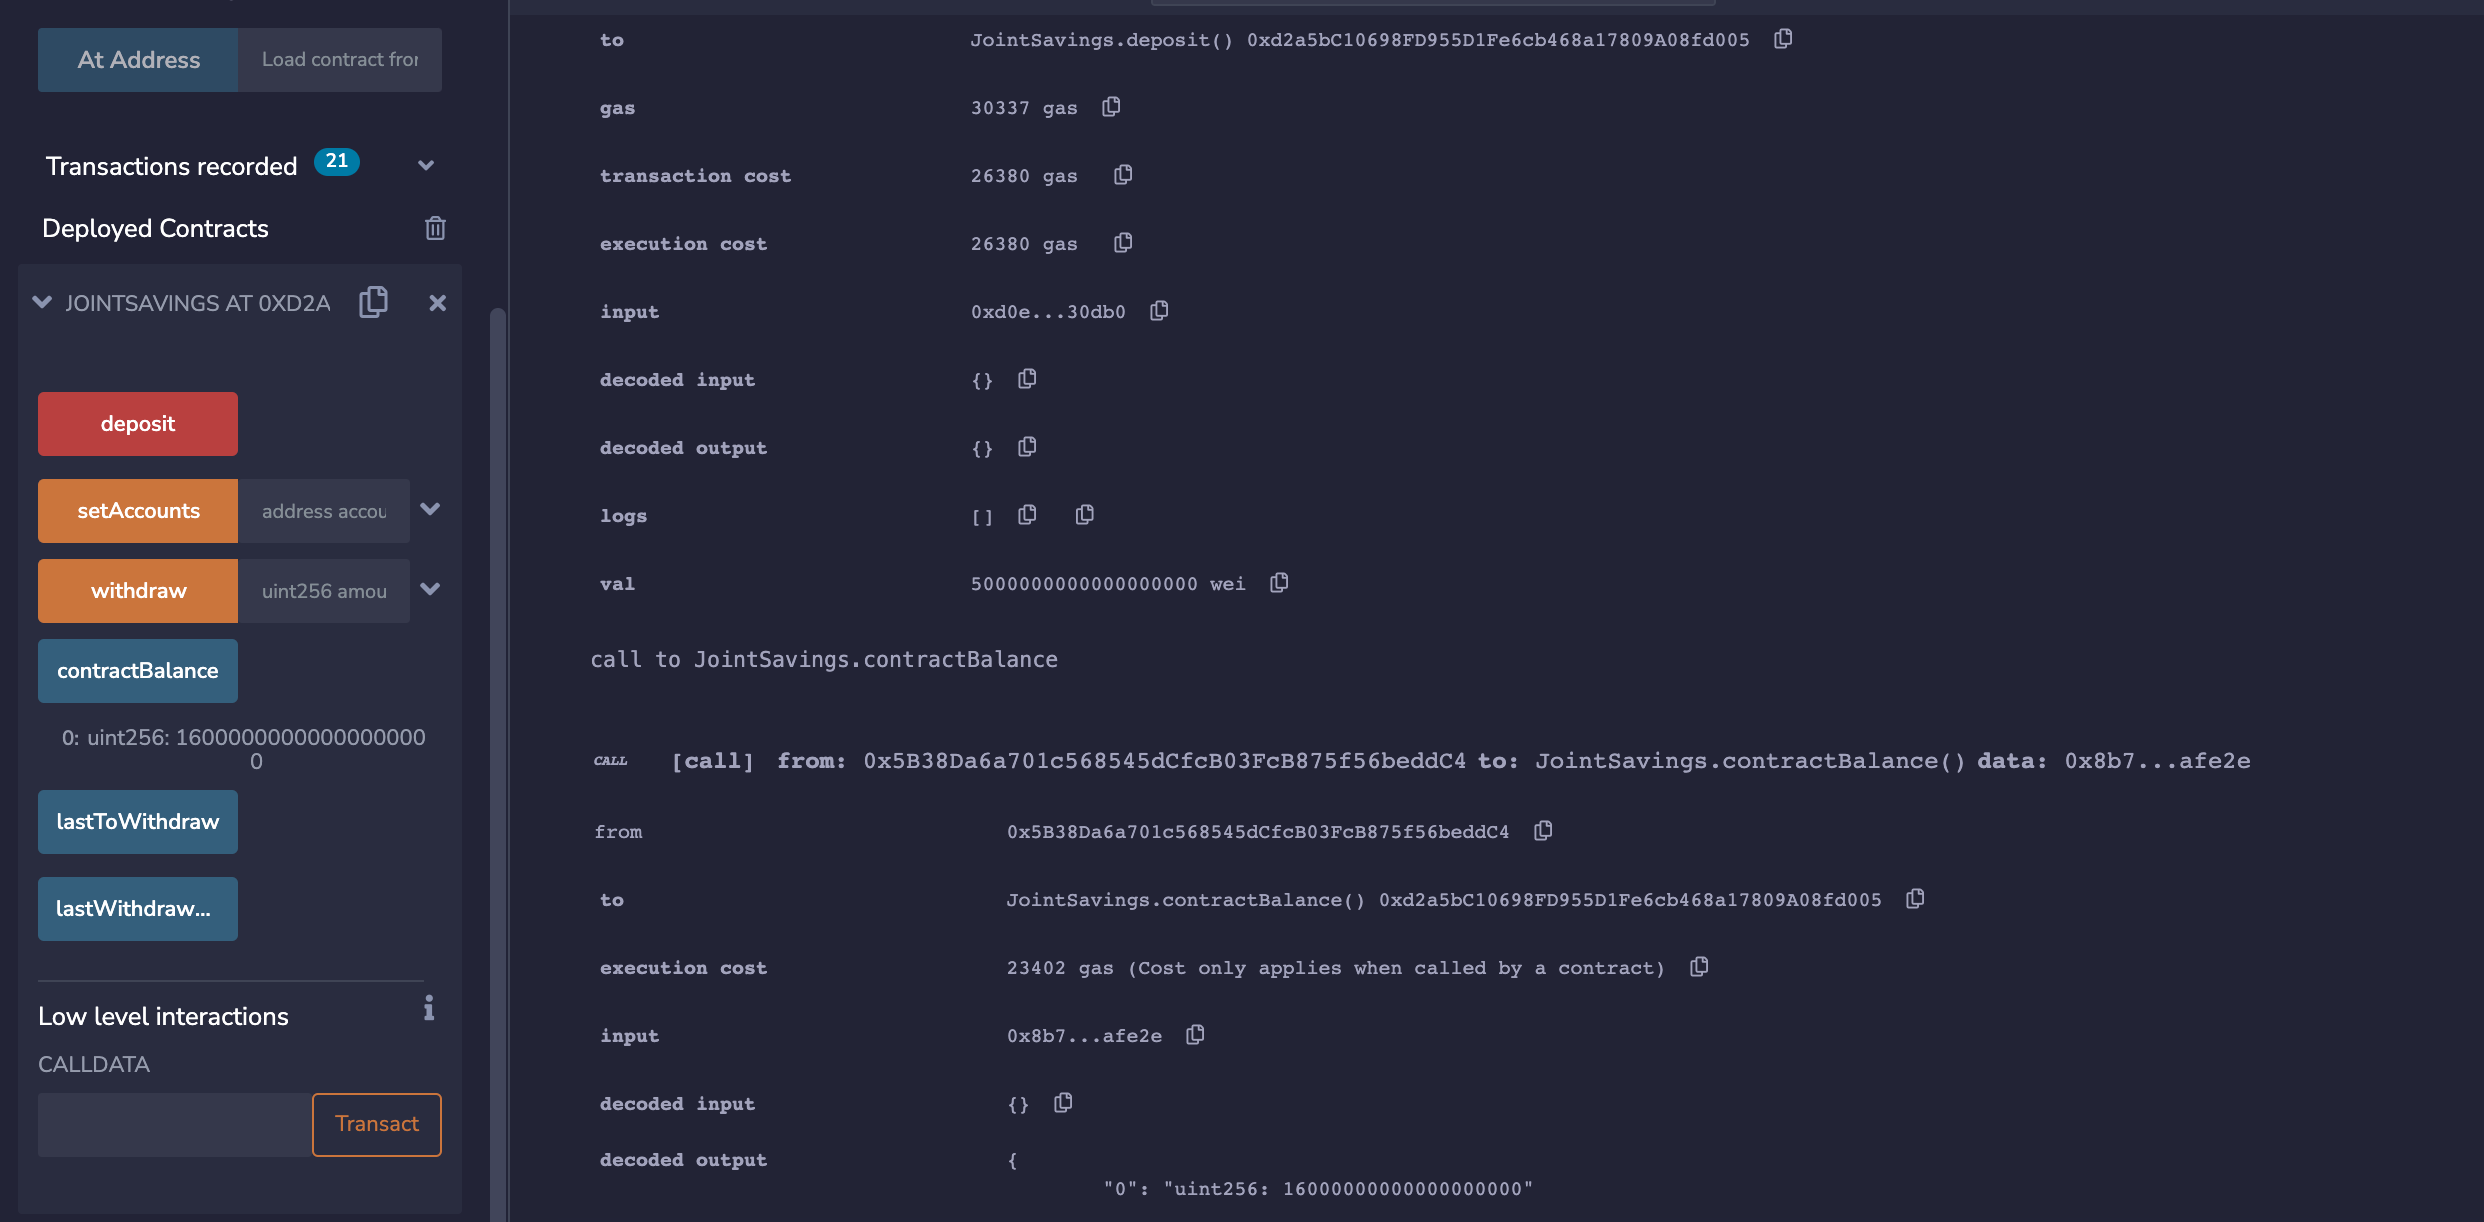 At Address Load contract fror
Transactions recorded 21
Deployed Contracts
JOINTSAVINGS AT 0XD2A
deposit
setAccounts address accou
withdraw uint256 amou
contractBalance
0: uint256: 1600000000000000000
0
lastToWithdraw
lastWithdraw...
Low level interactions
CALLDATA
Transact
to JointSavings.deposit() 0xd2a5bC10698FD955D1Fe6cb468a17809A08fd005
gas 30337 gas
transaction cost 26380 gas
execution cost 26380 gas
input 0xd0e...30db0
decoded input {}
decoded output {}
logs []
val 5000000000000000000 wei
call to JointSavings.contractBalance
CALL [call] from: 0x5B38Da6a701c568545dCfcB03FcB875f56beddC4 to: JointSavings.contractBalance() data: 0x8b7...afe2e
from 0x5B38Da6a701c568545dCfcB03FcB875f56beddC4
to JointSavings.contractBalance() 0xd2a5bC10698FD955D1Fe6cb468a17809A08fd005
execution cost 23402 gas (Cost only applies when called by a contract)
input 0x8b7...afe2e
decoded input {}
decoded output {
"0": "uint256: 16000000000000000000"